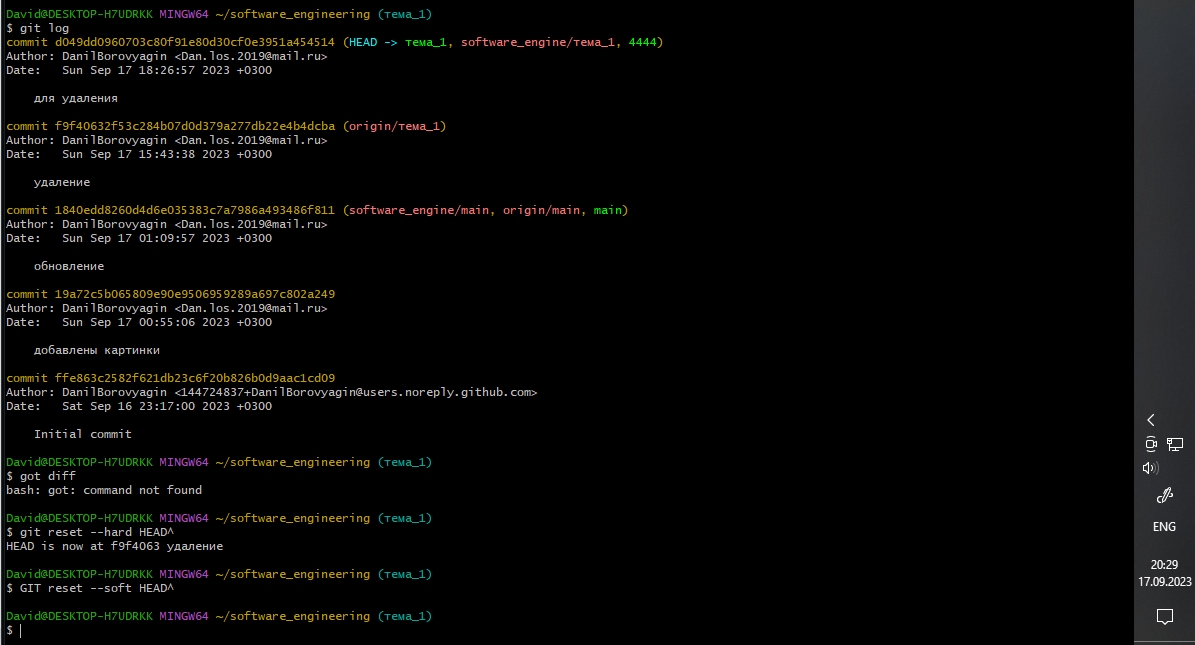 David@DESKTOP-H7UDRKK MINGW64 ~/software_engineering (тема_1)
$ git log
commit d049dd0960703c80f91e80d30cf0e3951a454514 (HEAD -> тема_1, software_engine/тема_1, 4444)
Author: DanilBorovyagin <Dan.los.2019@mail.ru>
Date:   Sun Sep 17 18:26:57 2023 +0300
для удаления
commit f9f40632f53c284b07d0d379a277db22e4b4dcba (origin/тема_1)
Author: DanilBorovyagin <Dan.los.2019@mail.ru>
Date:   Sun Sep 17 15:43:38 2023 +0300
удаление
commit 1840edd8260d4d6e035383c7a7986a493486f811 (software_engine/main, origin/main, main)
Author: DanilBorovyagin <Dan.los.2019@mail.ru>
Date:   Sun Sep 17 01:09:57 2023 +0300
обновление
commit 19a72c5b065809e90e9506959289a697c802a249
Author: DanilBorovyagin <Dan.los.2019@mail.ru>
Date:   Sun Sep 17 00:55:06 2023 +0300
добавлены картинки
commit ffe863c2582f621db23c6f20b826b0d9aac1cd09
Author: DanilBorovyagin <144724837+DanilBorovyagin@users.noreply.github.com>
Date:   Sat Sep 16 23:17:00 2023 +0300
Initial commit
David@DESKTOP-H7UDRKK MINGW64 ~/software_engineering (тема_1)
$ got diff
bash: got: command not found
David@DESKTOP-H7UDRKK MINGW64 ~/software_engineering (тема_1)
$ git reset --hard HEAD^
HEAD is now at f9f4063 удаление
David@DESKTOP-H7UDRKK MINGW64 ~/software_engineering (тема_1)
$ GIT reset --soft HEAD^
David@DESKTOP-H7UDRKK MINGW64 ~/software_engineering (тема_1)
$
ENG
20:29
17.09.2023